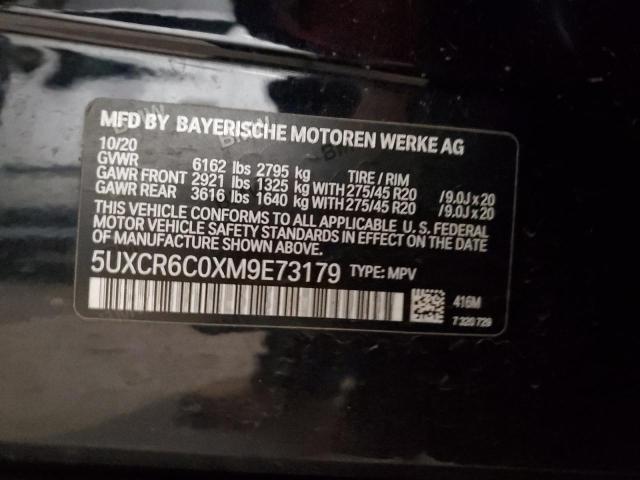 MFD BY BAYERISCHE MOTOREN WERKE AG
10/20
GVWR 6162 lbs 2795 kg TIRE / RIM
GAWR FRONT 2921 lbs 1325 kg WITH 275/45 R20 / 9.0J x 20
GAWR REAR 3616 lbs 1640 kg WITH 275/45 R20 / 9.0J x 20
THIS VEHICLE CONFORMS TO ALL APPLICABLE U. S. FEDERAL
MOTOR VEHICLE SAFETY STANDARDS IN EFFECT ON THE
DATE OF MANUFACTURE SHOWN ABOVE.
5UXCR6C0XM9E73179 TYPE: MPV
416M
7 320 729